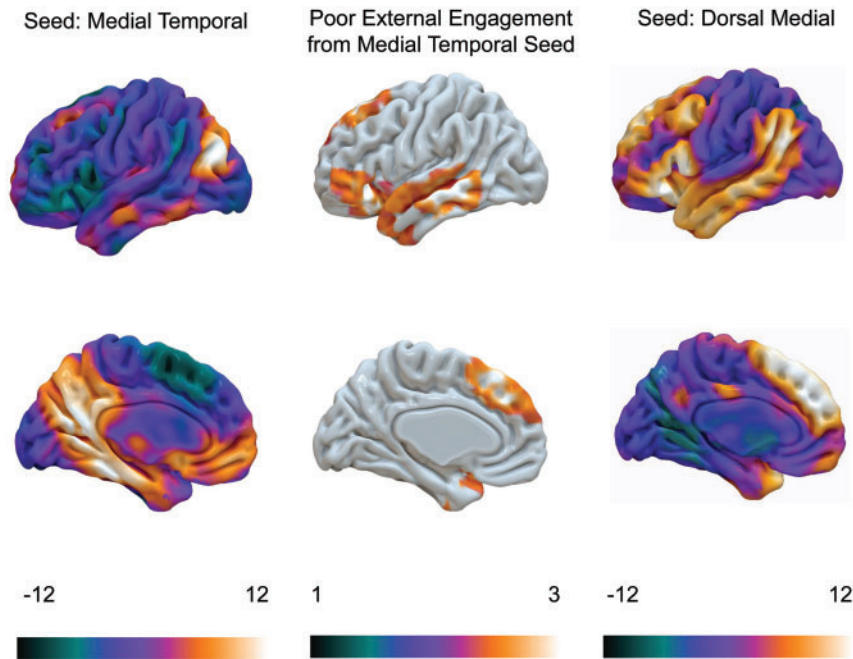 Seed: Medial Temporal
Poor External Engagement
from Medial Temporal Seed
Seed: Dorsal Medial
-12 12
1 3
-12 12